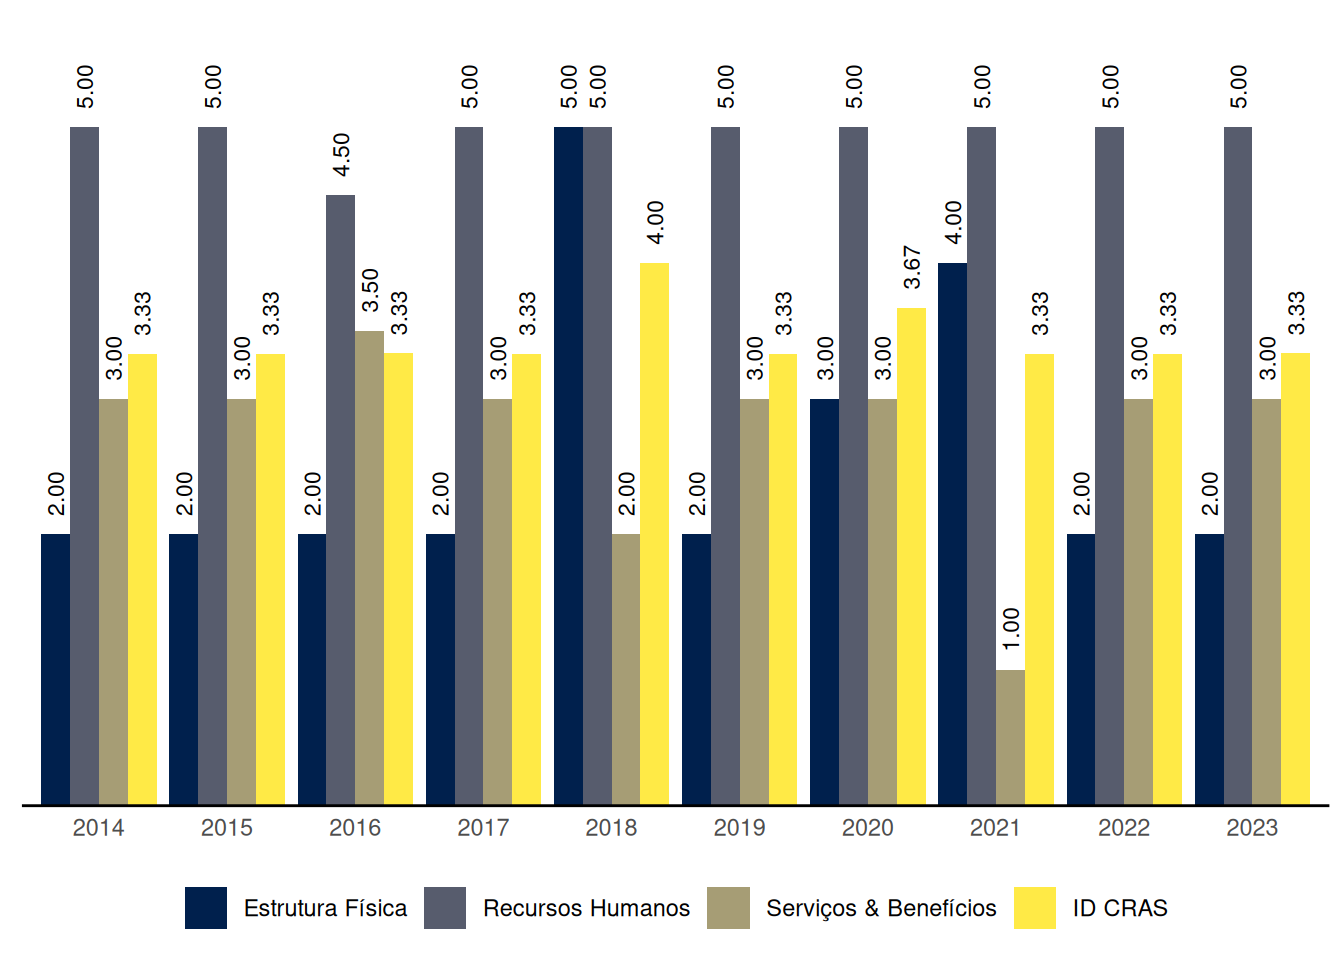 5.00 5.00 5.00 5.00 5.00 5.00 5.00 5.00 5.00 5.00
4.50
4.00 4.00
3.67
3.50
3.33 3.33 3.33 3.33 3.33 3.33 3.33 3.33
3.00 3.00 3.00 3.00 3.00 3.00 3.00 3.00
2.00 2.00 2.00 2.00 2.00 2.00 2.00 2.00
1.00
2014 2015 2016 2017 2018 2019 2020 2021 2022 2023
Estrutura Física Recursos Humanos Serviços & Benefícios ID CRAS